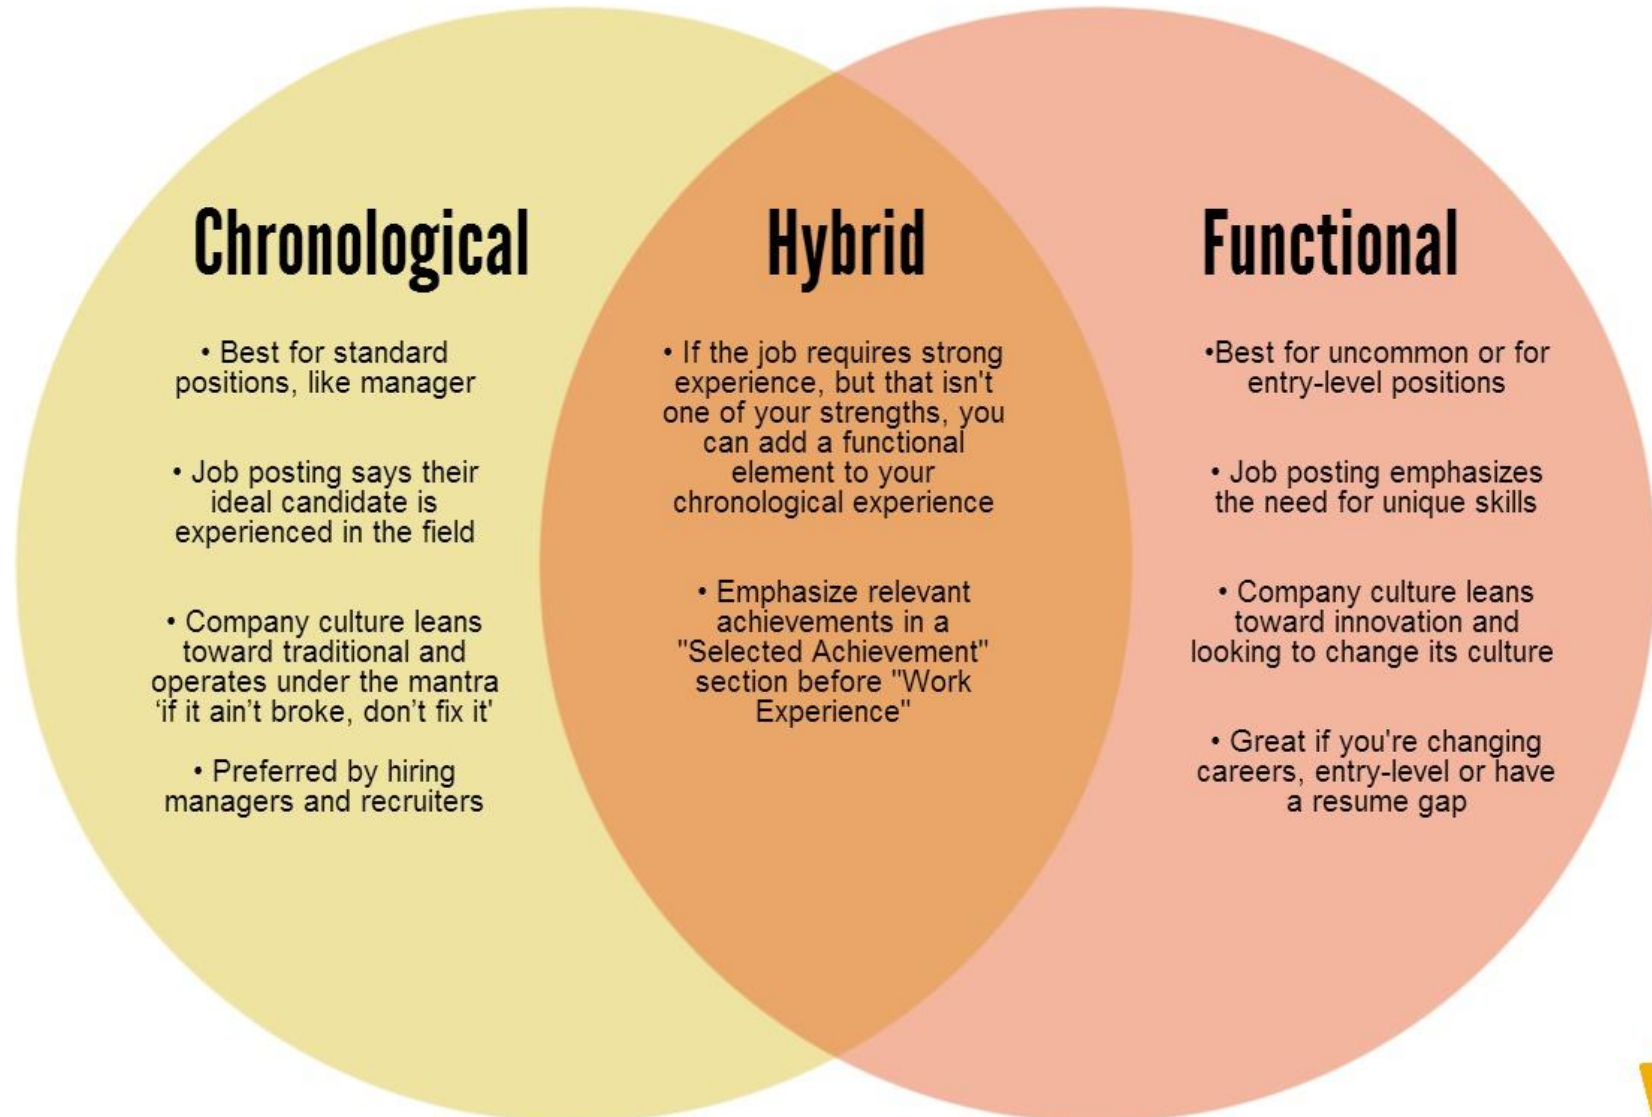 Chronological
• Best for standard
positions, like manager
• Job posting says their
ideal candidate is
experienced in the field
• Company culture leans
toward traditional and
operates under the mantra
‘if it ain’t broke, don’t fix it'
• Preferred by hiring
managers and recruiters
Hybrid
• If the job requires strong
experience, but that isn't
one of your strengths, you
can add a functional
element to your
chronological experience
• Emphasize relevant
achievements in a
"Selected Achievement"
section before "Work
Experience"
Functional
•Best for uncommon or for
entry-level positions
• Job posting emphasizes
the need for unique skills
• Company culture leans
toward innovation and
looking to change its culture
• Great if you're changing
careers, entry-level or have
a resume gap